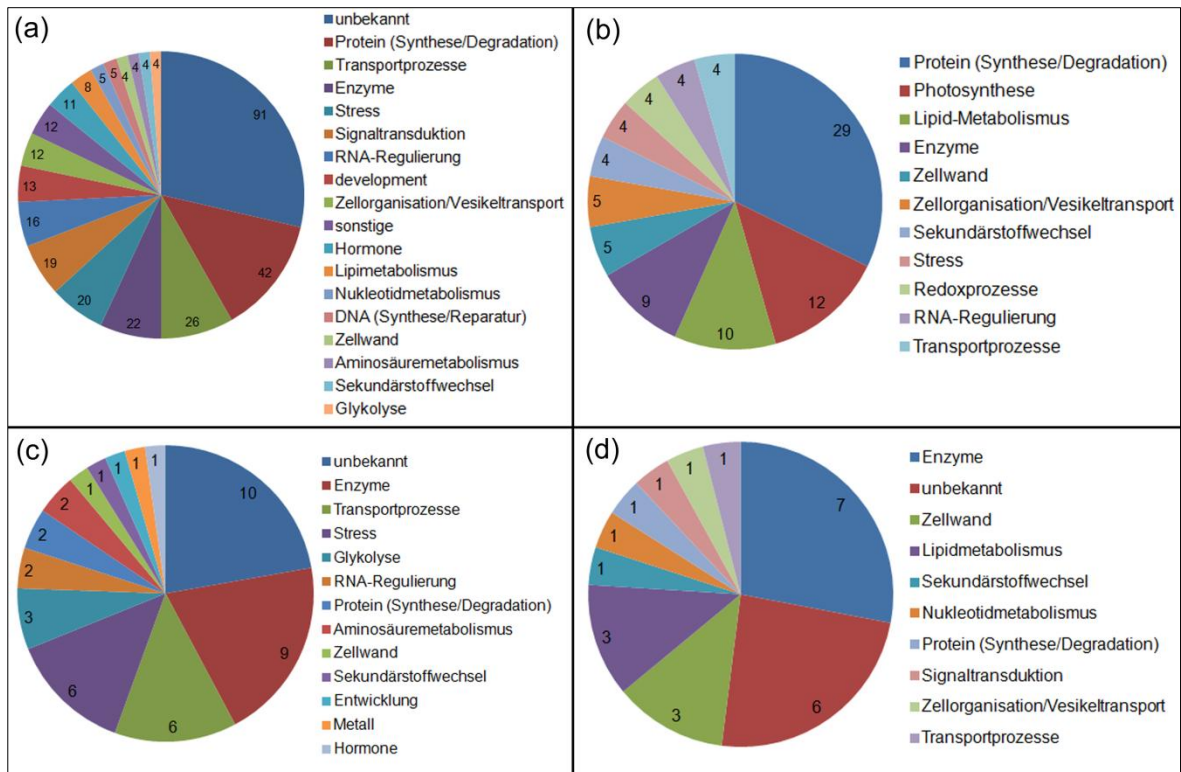 (a)
unbekannt
Protein (Synthese/Degradation)
Transportprozesse
Enzyme
Stress
Signaltransduktion
RNA-Regulierung
development
Zellorganisation/Vesikeltransport
sonstige
Hormone
Lipimetabolismus
Nukleotidmetabolismus
DNA (Synthese/Reparatur)
Zellwand
Aminosäuremetabolismus
Sekundärstoffwechsel
Glykolyse
91
42
26
22
20
19
16
13
12
12
11
8
5
5
4
4
4
4
(b)
Protein (Synthese/Degradation)
Photosynthese
Lipid-Metabolismus
Enzyme
Zellwand
Zellorganisation/Vesikeltransport
Sekundärstoffwechsel
Stress
Redoxprozesse
RNA-Regulierung
Transportprozesse
29
12
10
9
5
5
4
4
4
4
4
(c)
unbekannt
Enzyme
Transportprozesse
Stress
Glykolyse
RNA-Regulierung
Protein (Synthese/Degradation)
Aminosäuremetabolismus
Zellwand
Sekundärstoffwechsel
Entwicklung
Metall
Hormone
10
9
6
6
3
2
2
2
1
1
1
1
1
(d)
Enzyme
unbekannt
Zellwand
Lipidmetabolismus
Sekundärstoffwechsel
Nukleotidmetabolismus
Protein (Synthese/Degradation)
Signaltransduktion
Zellorganisation/Vesikeltransport
Transportprozesse
7
6
3
3
1
1
1
1
1
1